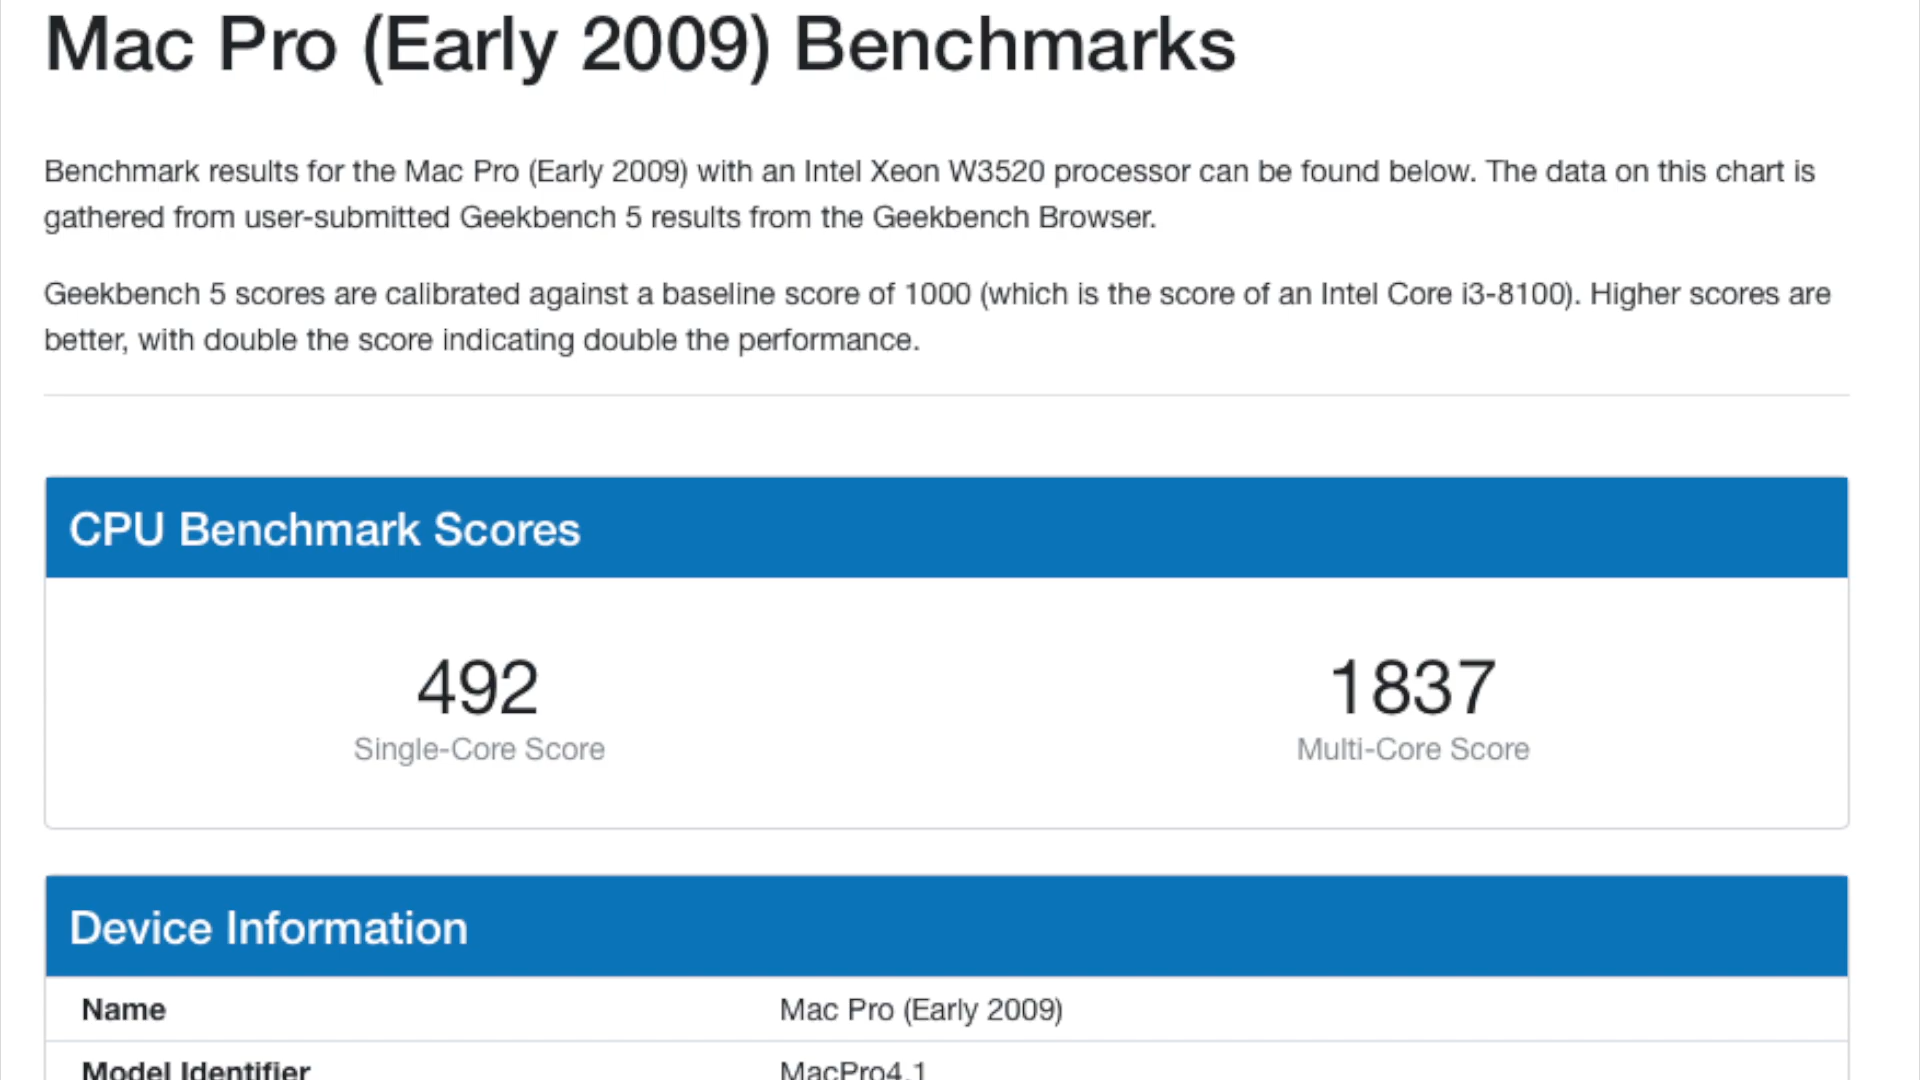 Mac Pro (Early 2009) Benchmarks
Benchmark results for the Mac Pro (Early 2009) with an Intel Xeon W3520 processor can be found below. The data on this chart is
gathered from user-submitted Geekbench 5 results from the Geekbench Browser.
Geekbench 5 scores are calibrated against a baseline score of 1000 (which is the score of an Intel Core i3-8100). Higher scores are
better, with double the score indicating double the performance.
CPU Benchmark Scores
492 1837
Single-Core Score Multi-Core Score
Device Information
Name Mac Pro (Early 2009)
Model Identifier MacPro4,1